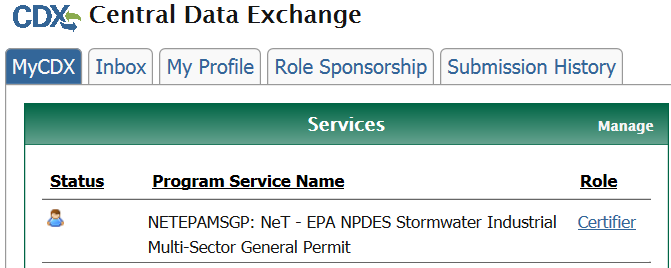 CDX Central Data Exchange
MyCDX Inbox My Profile Role Sponsorship Submission History
Services Manage
Status Program Service Name Role
NETEPAMSGP: NeT - EPA NPDES Stormwater Industrial Certifier
Multi-Sector General Permit